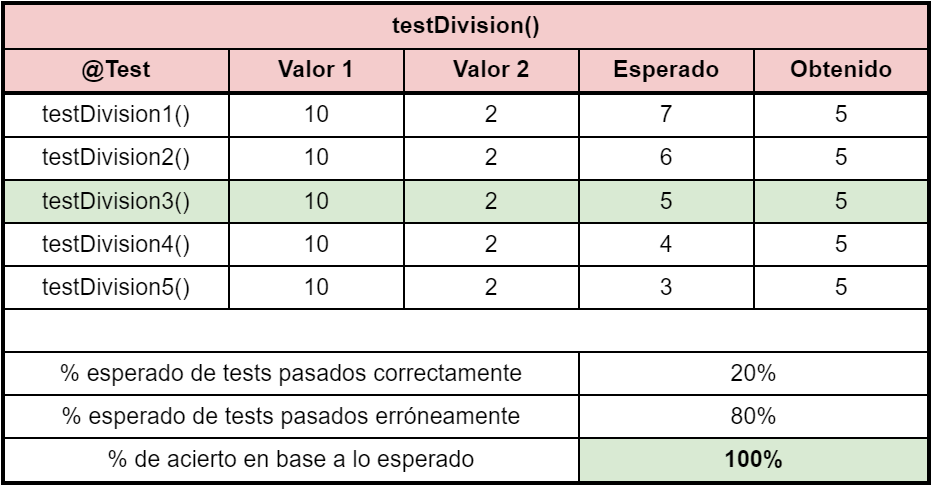 testDivision()
@Test Valor 1 Valor 2 Esperado Obtenido
testDivision1() 10 2 7 5
testDivision2() 10 2 6 5
testDivision3() 10 2 5 5
testDivision4() 10 2 4 5
testDivision5() 10 2 3 5
% esperado de tests pasados correctamente 20%
% esperado de tests pasados erróneamente 80%
% de acierto en base a lo esperado 100%